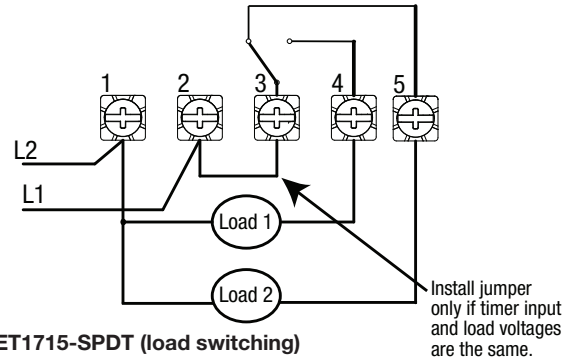 1 2 3 4 5
L2
L1
Load 1
Load 2
Install jumper
only if timer input
and load voltages
are the same.
ET1715-SPDT (load switching)